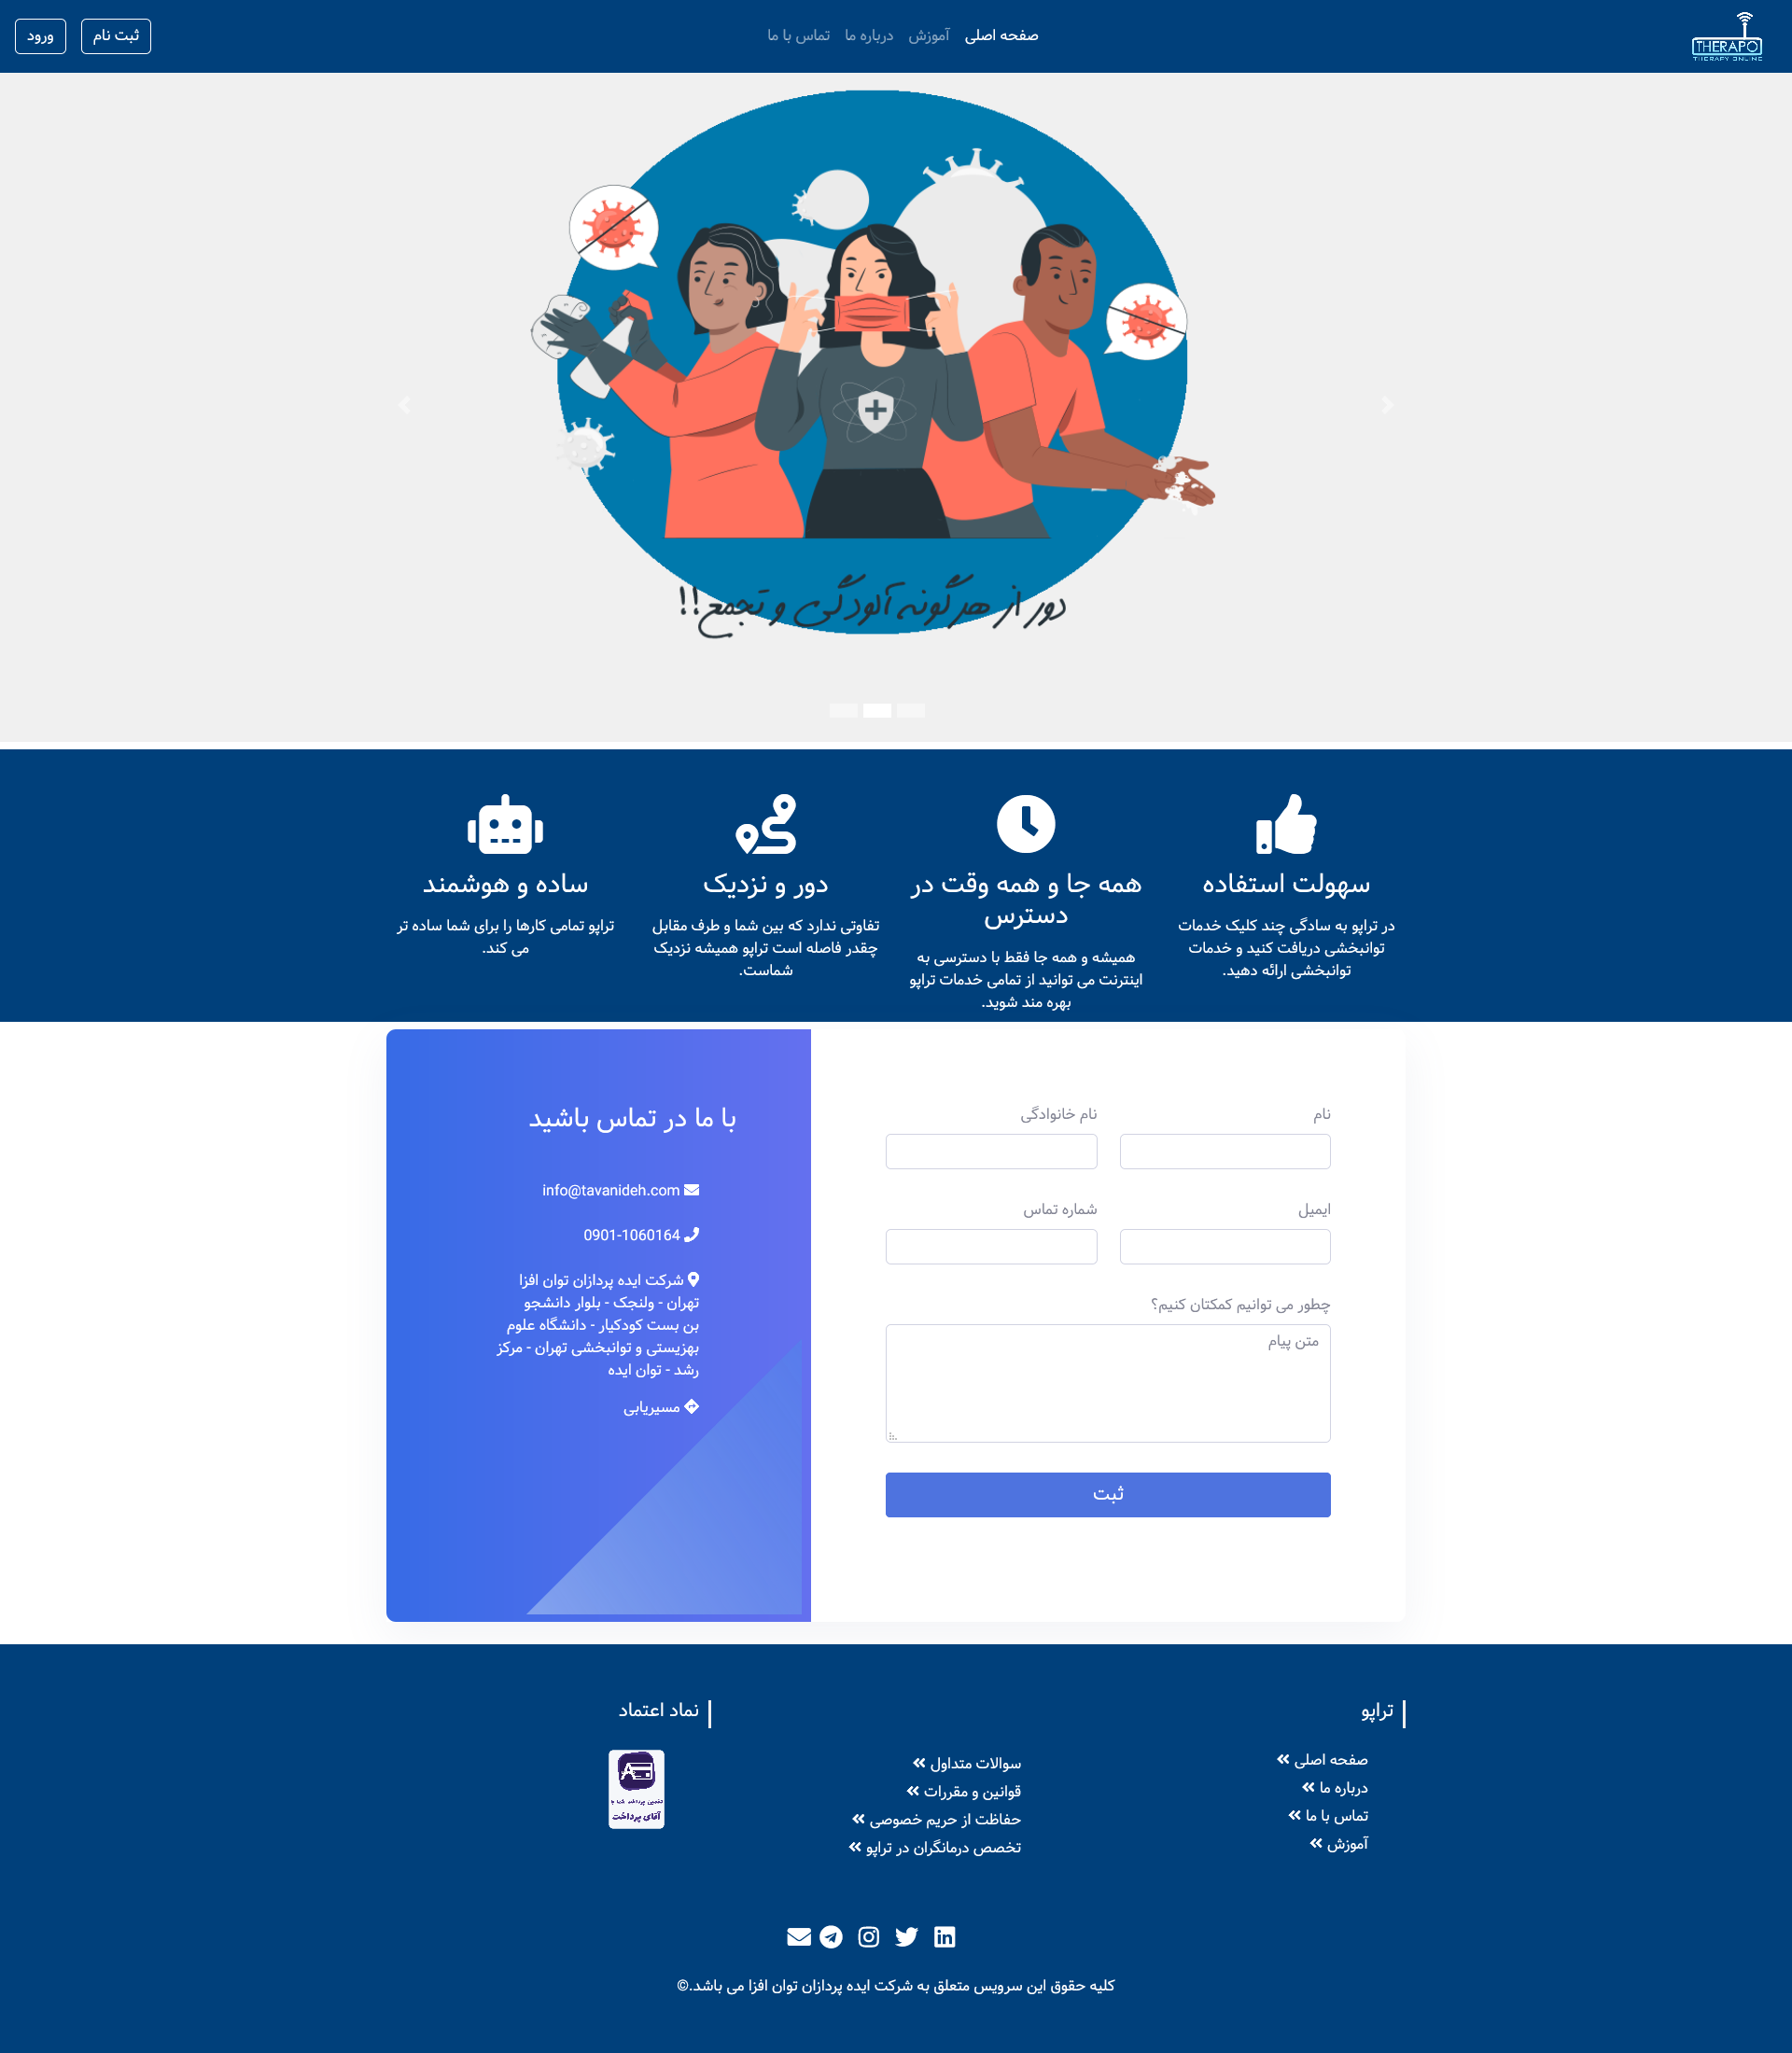 THERAPO
THERAPY ONLINE
صفحه اصلی
آموزش
درباره ما
تماس با ما
ثبت نام
ورود
دور از هرگونه آلودگی و تجمع!!
سهولت استفاده
در تراپو به سادگی چند کلیک خدمات
توانبخشی دریافت کنید و خدمات
توانبخشی ارائه دهید.
همه جا و همه وقت در
دسترس
همیشه و همه جا فقط با دسترسی به
اینترنت می توانید از تمامی خدمات تراپو
بهره مند شوید.
دور و نزدیک
تفاوتی ندارد که بین شما و طرف مقابل
چقدر فاصله است تراپو همیشه نزدیک
شماست.
ساده و هوشمند
تراپو تمامی کارها را برای شما ساده تر
می کند.
نام
نام خانوادگی
ایمیل
شماره تماس
چطور می توانیم کمکتان کنیم؟
متن پیام
ثبت
با ما در تماس باشید
info@tavanideh.com
0901-1060164
شرکت ایده پردازان توان افزا
تهران - ولنجک - بلوار دانشجو
بن بست کودکیار - دانشگاه علوم
بهزیستی و توانبخشی تهران - مرکز
رشد - توان ایده
مسیریابی
تراپو
صفحه اصلی
درباره ما
تماس با ما
آموزش
سوالات متداول
قوانین و مقررات
حفاظت از حریم خصوصی
تخصص درمانگران در تراپو
نماد اعتماد
آقای پرداخت
کلیه حقوق این سرویس متعلق به شرکت ایده پردازان توان افزا می باشد.©